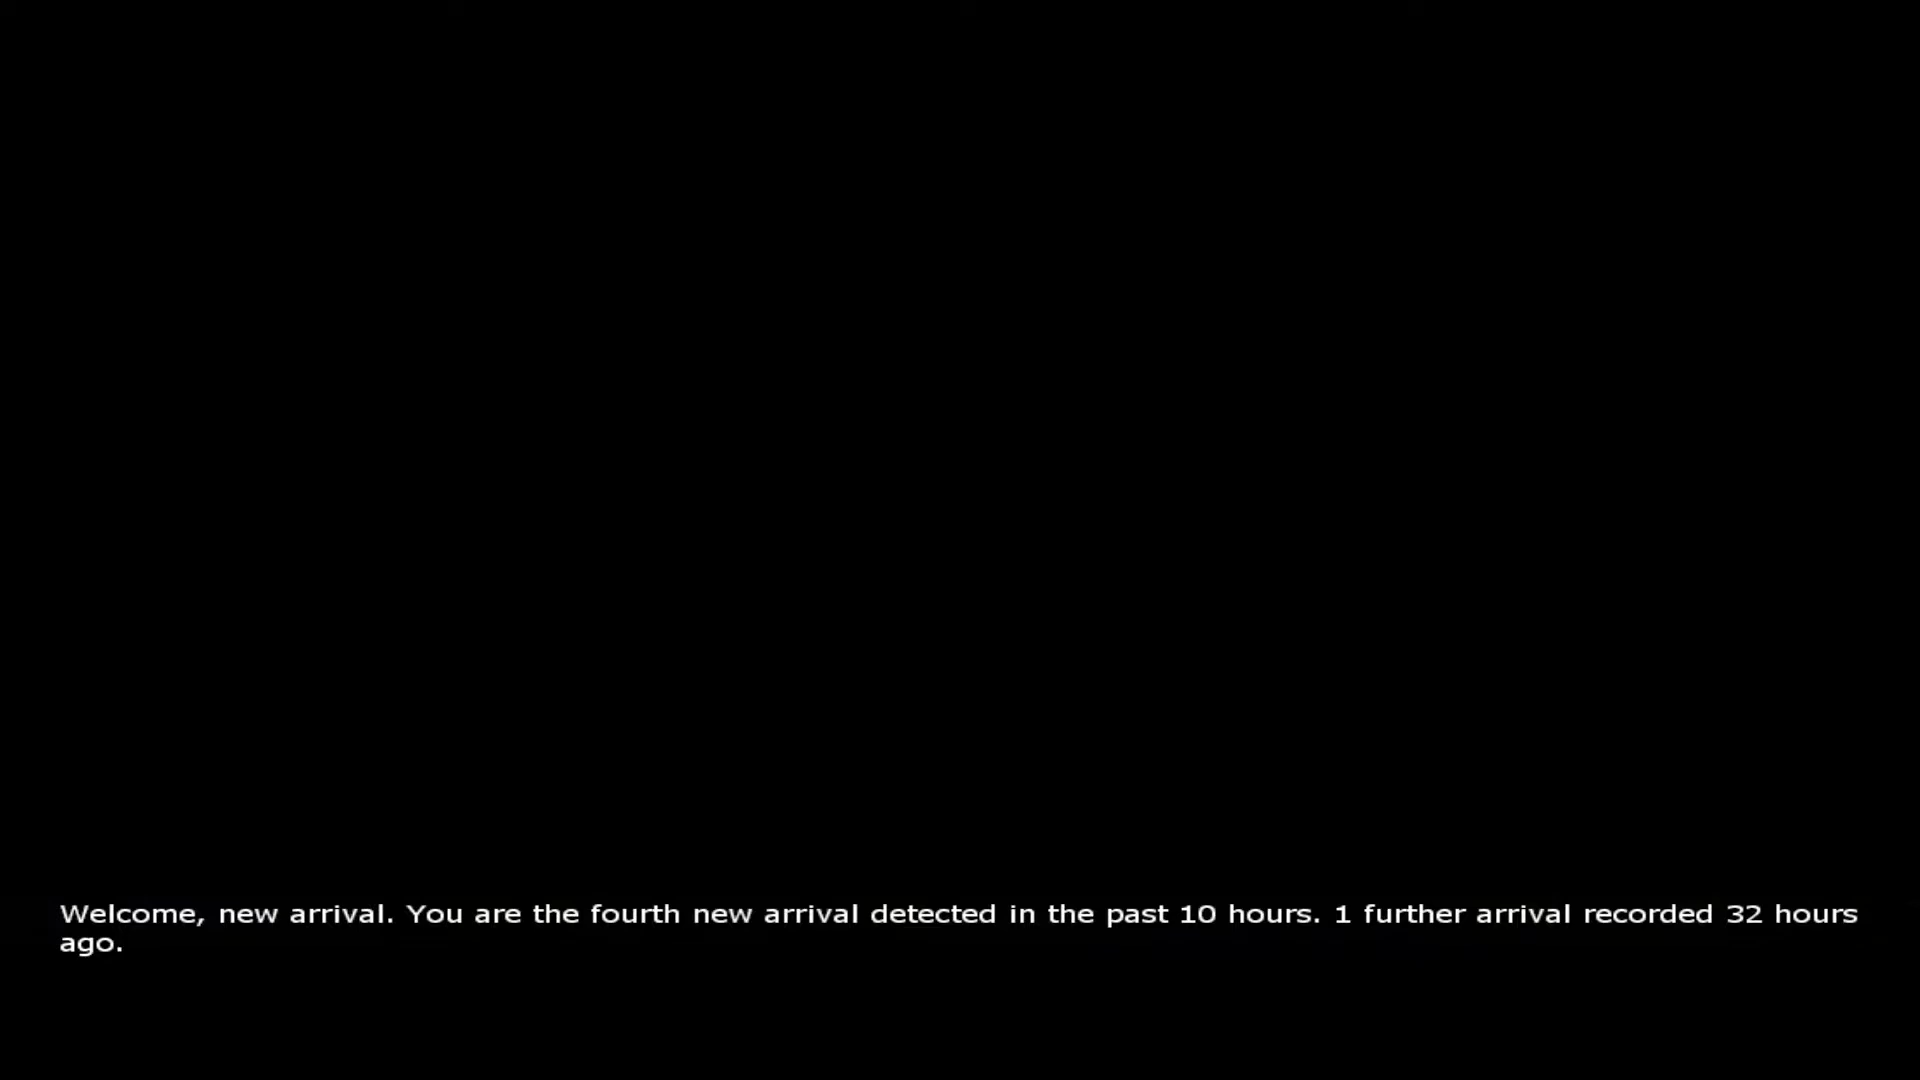 Welcome, new arrival. You are the fourth new arrival detected in the past 10 hours. 1 further arrival recorded 32 hours
ago.